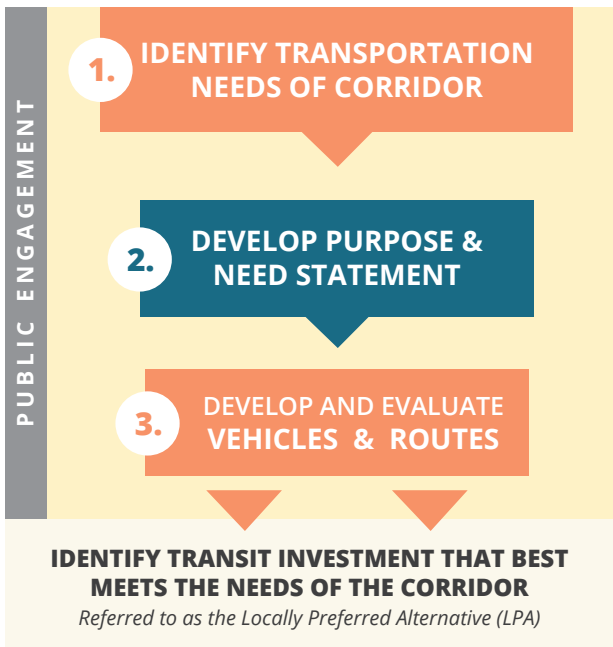 PUBLIC ENGAGEMENT
1.
IDENTIFY TRANSPORTATION
NEEDS OF CORRIDOR
2.
DEVELOP PURPOSE &
NEED STATEMENT
3.
DEVELOP AND EVALUATE
VEHICLES & ROUTES
IDENTIFY TRANSIT INVESTMENT THAT BEST
MEETS THE NEEDS OF THE CORRIDOR
Referred to as the Locally Preferred Alternative (LPA)